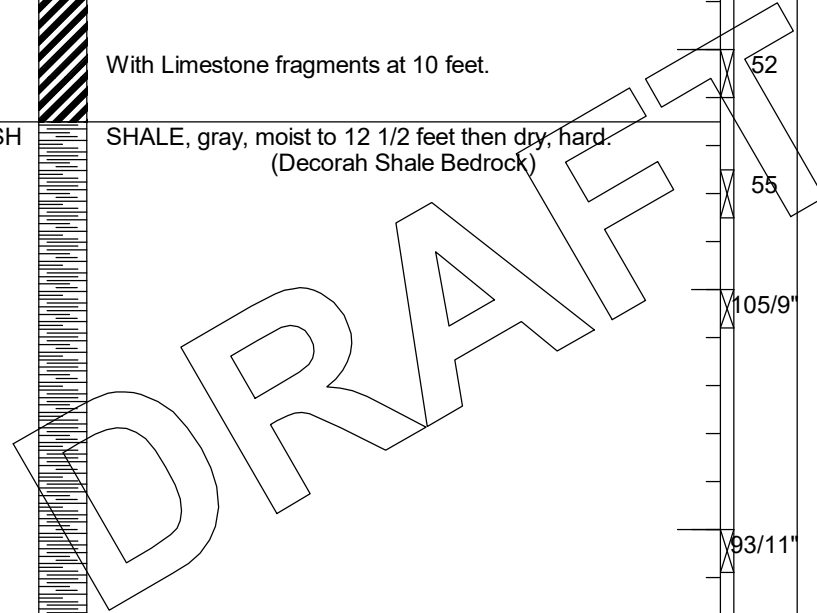 With Limestone fragments at 10 feet. 52
SH SHALE, gray, moist to 12 1/2 feet then dry, hard.
(Decorah Shale Bedrock)
55
105/9"
93/11"
DRAFT